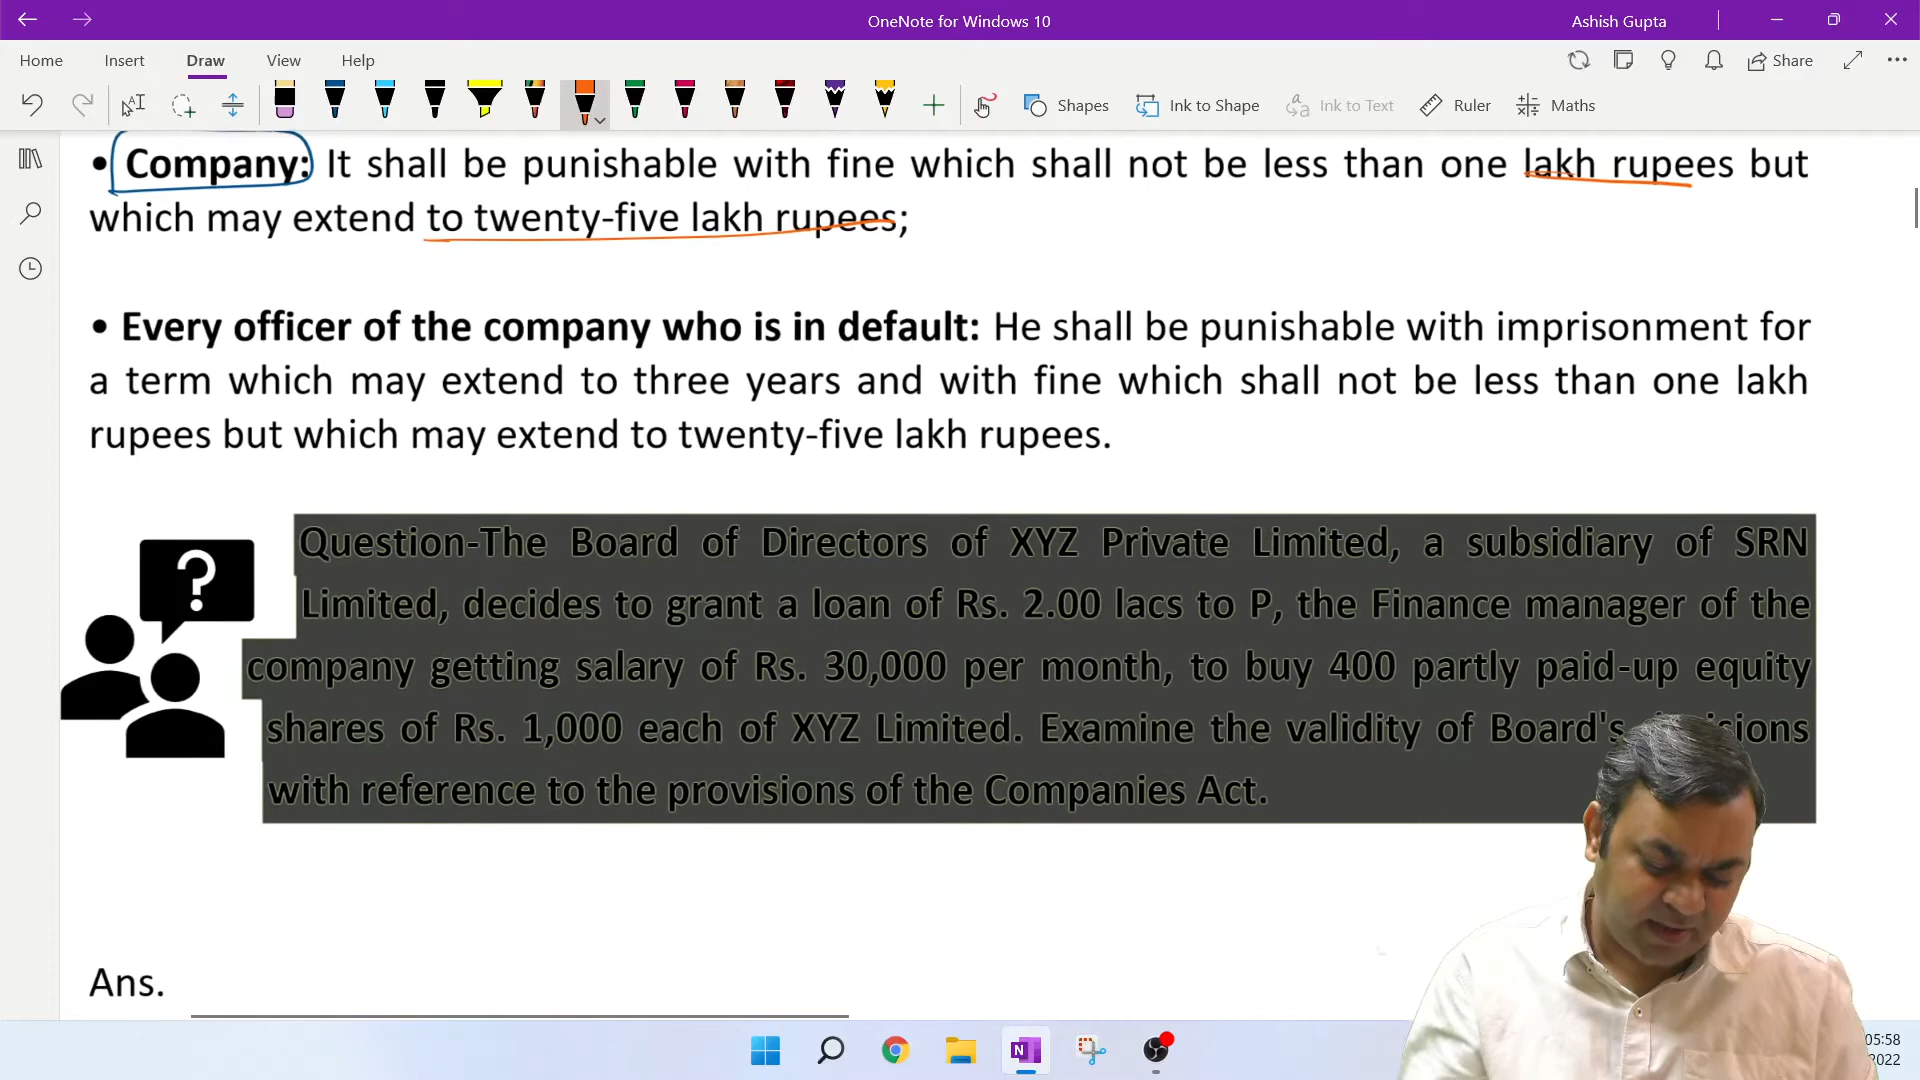 OneNote for Windows 10
Ashish Gupta
Home Insert Draw View Help
Share
Shapes Ink to Shape Ink to Text Ruler Maths
• Company: It shall be punishable with fine which shall not be less than one lakh rupees but
which may extend to twenty-five lakh rupees;
• Every officer of the company who is in default: He shall be punishable with imprisonment for
a term which may extend to three years and with fine which shall not be less than one lakh
rupees but which may extend to twenty-five lakh rupees.
Question-The Board of Directors of XYZ Private Limited, a subsidiary of SRN
Limited, decides to grant a loan of Rs. 2.00 lacs to P, the Finance manager of the
company getting salary of Rs. 30,000 per month, to buy 400 partly paid-up equity
shares of Rs. 1,000 each of XYZ Limited. Examine the validity of Board's
with reference to the provisions of the Companies Act.
Ans.
05:58
2022